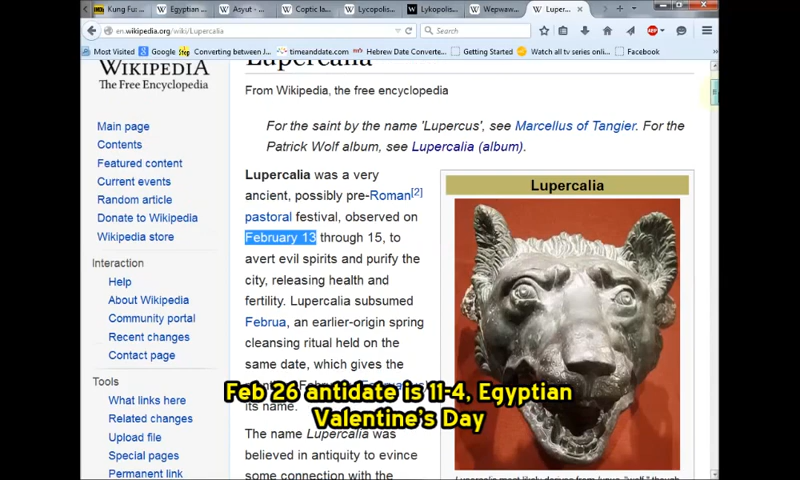 Kung Fu:
Egyptian
Asyut -
Coptic Ic
Lycopolis
Lykopolis
Wepwaw
Luper
en.wikipedia.org/wiki/Lupercalia
Search
Most Visited
Google
Converting between J
timeanddate.com
Hebrew Date Converte
Getting Started
Watch all tv series onli
Facebook
WIKIPEDIA
The Free Encyclopedia
Main page
Contents
Featured content
Current events
Random article
Donate to Wikipedia
Wikipedia store
Interaction
Help
About Wikipedia
Community portal
Recent changes
Contact page
Tools
What links here
Related changes
Upload file
Special pages
Permanent link
Lupercalia
From Wikipedia, the free encyclopedia
For the saint by the name 'Lupercus', see Marcellus of Tangier. For the
Patrick Wolf album, see Lupercalia (album).
Lupercalia was a very
ancient, possibly pre-Roman[2]
pastoral festival, observed on
February 13 through 15, to
avert evil spirits and purify the
city, releasing health and
fertility. Lupercalia subsumed
Februa, an earlier-origin spring
cleansing ritual held on the
same date, which gives the
its name.
The name Lupercalia was
believed in antiquity to evince
some connection with the
Lupercalia
Feb 26 antidate is 11-4, Egyptian
Valentine's Day